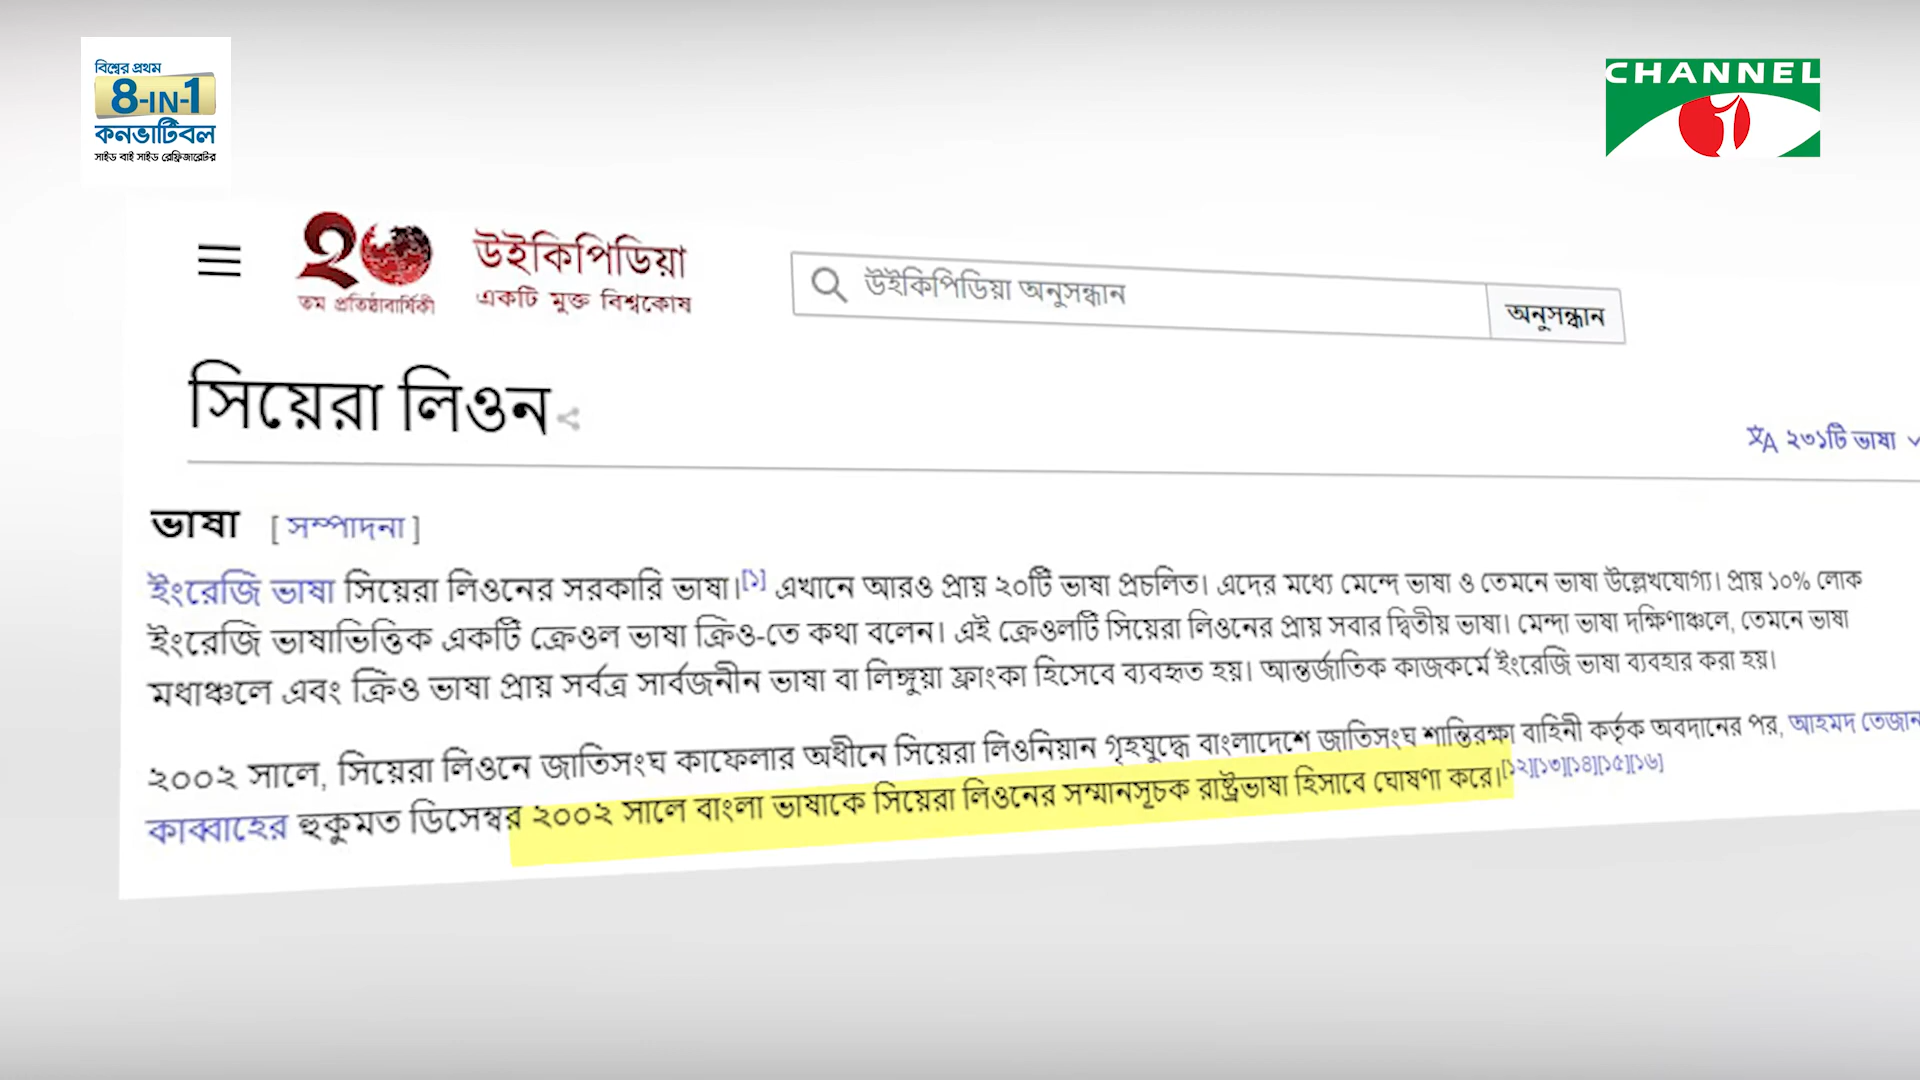 বিশ্বের প্রথম
8-IN-1
কনভার্টিবল
সাইড বাই সাইড রেফ্রিজারেটর
CHANNEL
i
২০
তম প্রতিষ্ঠাবার্ষিকী
উইকিপিডিয়া
একটি মুক্ত বিশ্বকোষ
উইকিপিডিয়া অনুসন্ধান
অনুসন্ধান
সিয়েরা লিওন
২৩১টি ভাষা
ভাষা [ সম্পাদনা ]
ইংরেজি ভাষা সিয়েরা লিওনের সরকারি ভাষা।[১] এখানে আরও প্রায় ২০টি ভাষা প্রচলিত। এদের মধ্যে মেন্দে ভাষা ও তেমনে ভাষা উল্লেখযোগ্য। প্রায় ১০% লোক
ইংরেজি ভাষাভিত্তিক একটি ক্রেওল ভাষা ক্রিও-তে কথা বলেন। এই ক্রেওলটি সিয়েরা লিওনের প্রায় সবার দ্বিতীয় ভাষা। মেন্দা ভাষা দক্ষিণাঞ্চলে, তেমনে ভাষা
মধাঞ্চলে এবং ক্রিও ভাষা প্রায় সর্বত্র সার্বজনীন ভাষা বা লিঙ্গুয়া ফ্রাংকা হিসেবে ব্যবহৃত হয়। আন্তর্জাতিক কাজকর্মে ইংরেজি ভাষা ব্যবহার করা হয়।
২০০২ সালে, সিয়েরা লিওনে জাতিসংঘ কাফেলার অধীনে সিয়েরা লিওনিয়ান গৃহযুদ্ধে বাংলাদেশে জাতিসংঘ শান্তিরক্ষা বাহিনী কর্তৃক অবদানের পর, আহমদ তেজান
কাব্বাহের হুকুমত ডিসেম্বর ২০০২ সালে বাংলা ভাষাকে সিয়েরা লিওনের সম্মানসূচক রাষ্ট্রভাষা হিসাবে ঘোষণা করে।[১২][১৩][১৪][১৫][১৬]